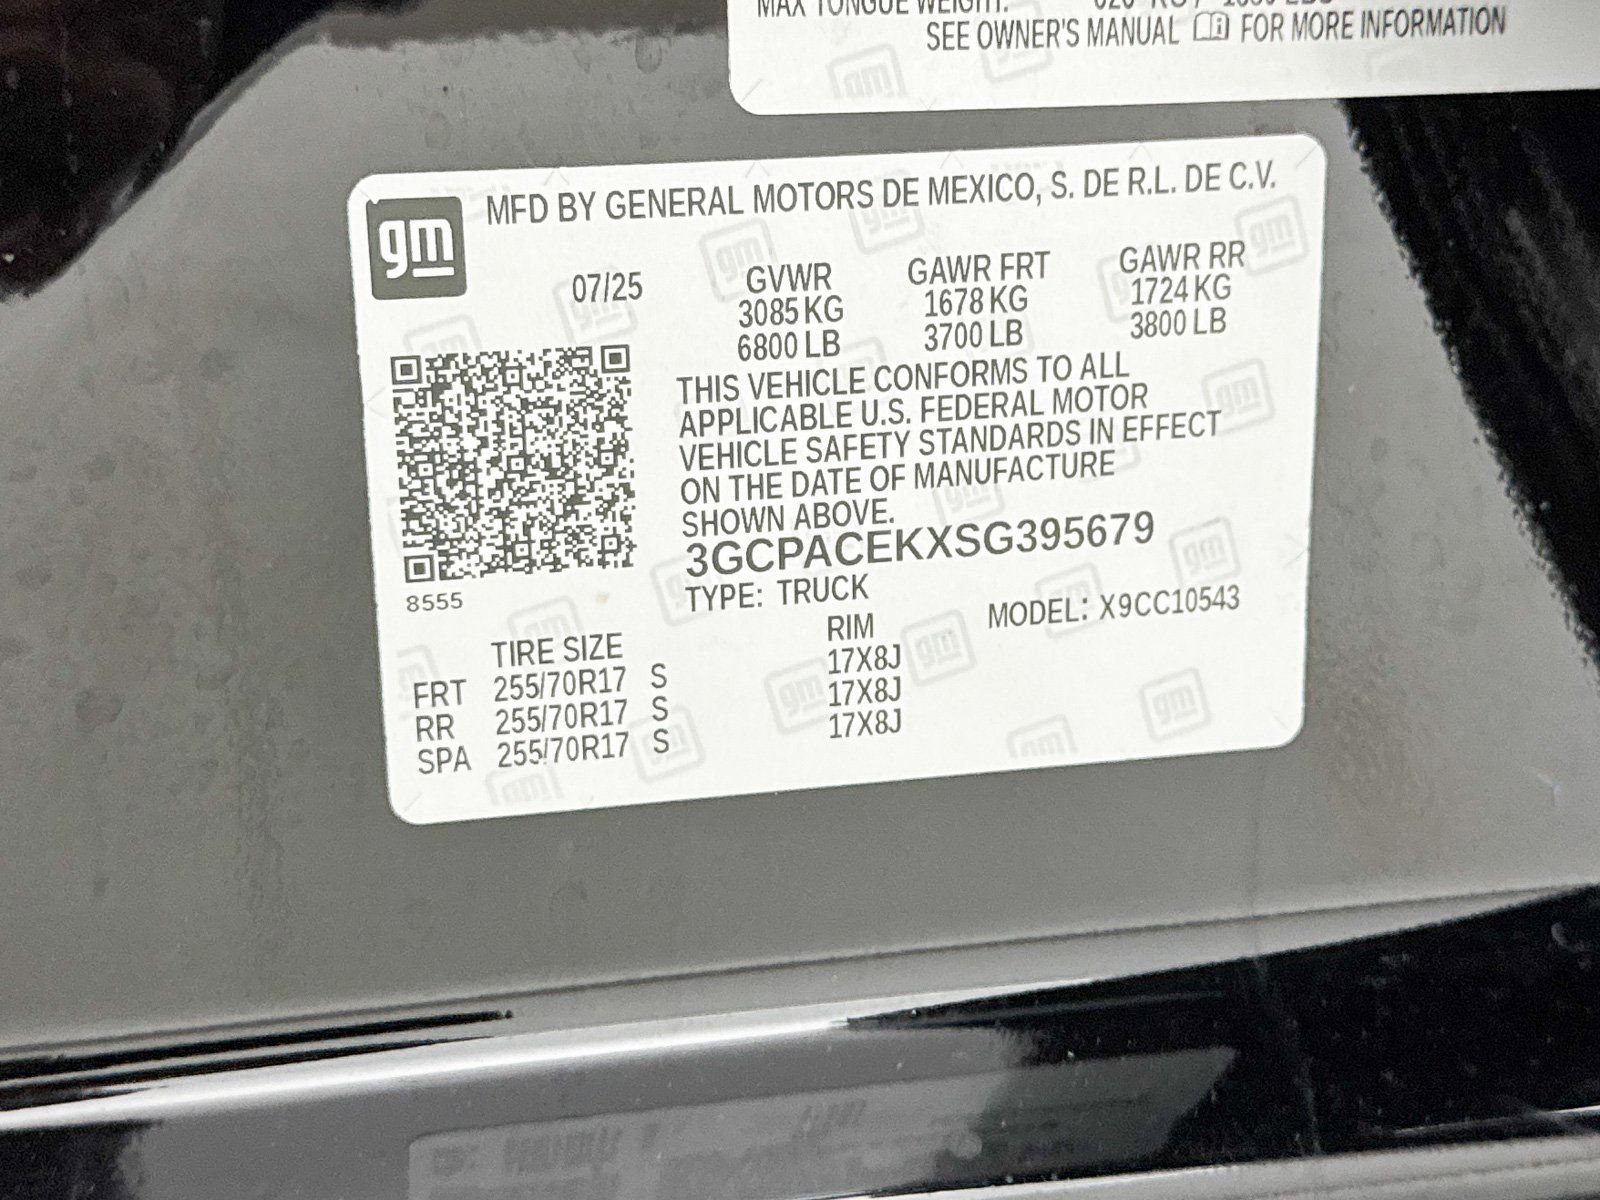 MAX TONGUE WEIGHT:
SEE OWNER'S MANUAL FOR MORE INFORMATION
gm
MFD BY GENERAL MOTORS DE MEXICO, S. DE R.L. DE C.V.
07/25
GVWR GAWR FRT GAWR RR
3085 KG 1678 KG 1724 KG
6800 LB 3700 LB 3800 LB
THIS VEHICLE CONFORMS TO ALL
APPLICABLE U.S. FEDERAL MOTOR
VEHICLE SAFETY STANDARDS IN EFFECT
ON THE DATE OF MANUFACTURE
SHOWN ABOVE.
3GCPACEKXSG395679
8555
TYPE: TRUCK MODEL: X9CC10543
TIRE SIZE RIM
FRT 255/70R17 S 17X8J
RR 255/70R17 S 17X8J
SPA 255/70R17 S 17X8J